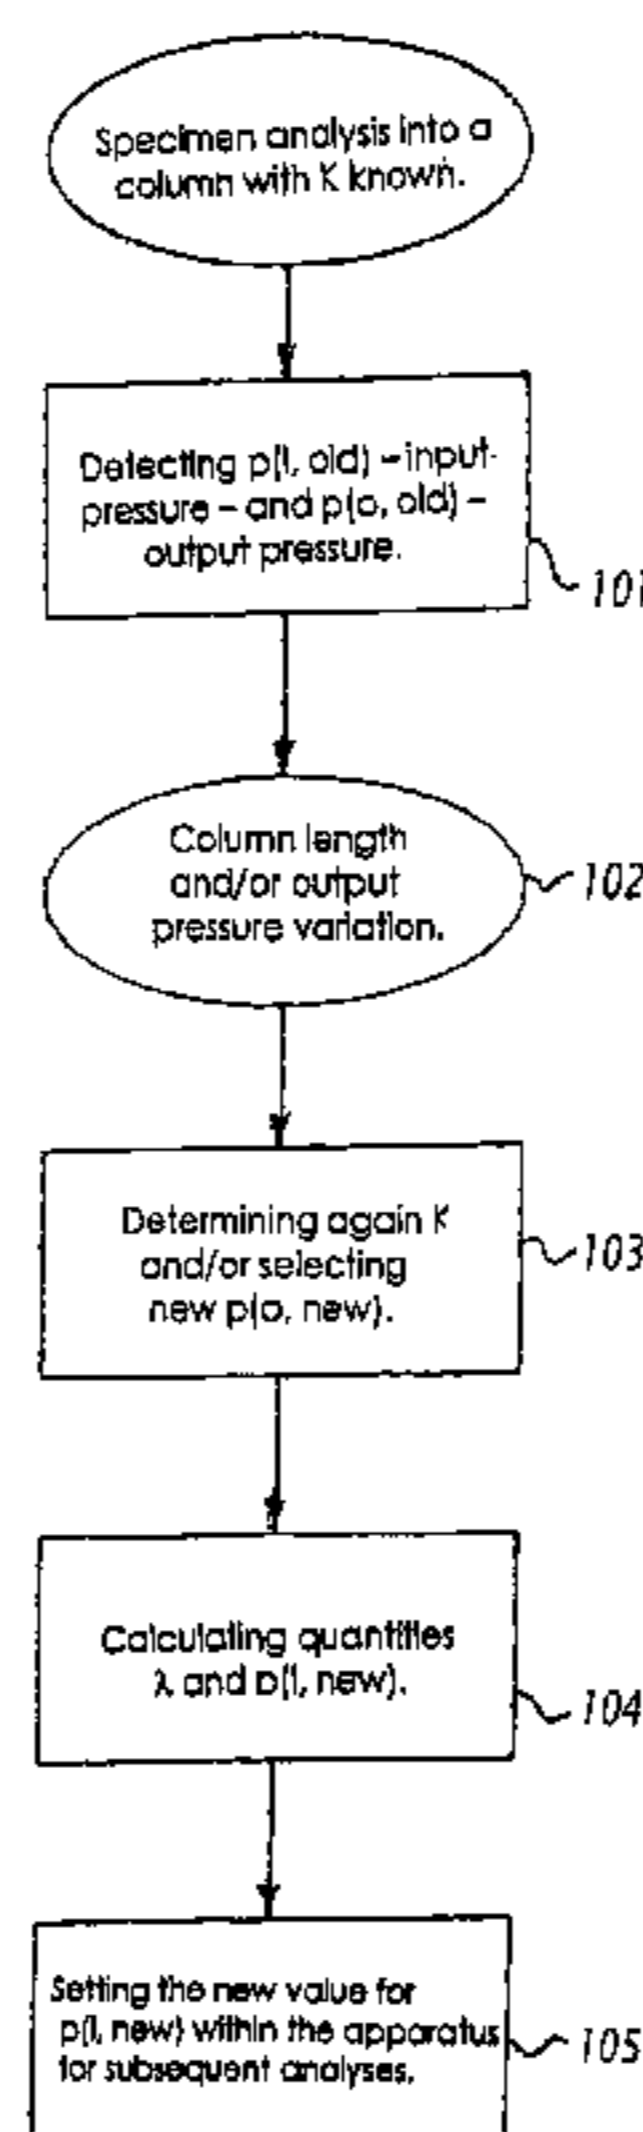 Specimen analysis into a
column with K known.
Detecting p(i, old) – input-
pressure – and p(o, old) –
output pressure.
101
Column length
and/or output
pressure variation.
102
Determining again K
and/or selecting
new p(o, new).
103
Calculating quantities
λ and p(i, new).
104
Setting the new value for
p(i, new) within the apparatus
for subsequent analyses.
105